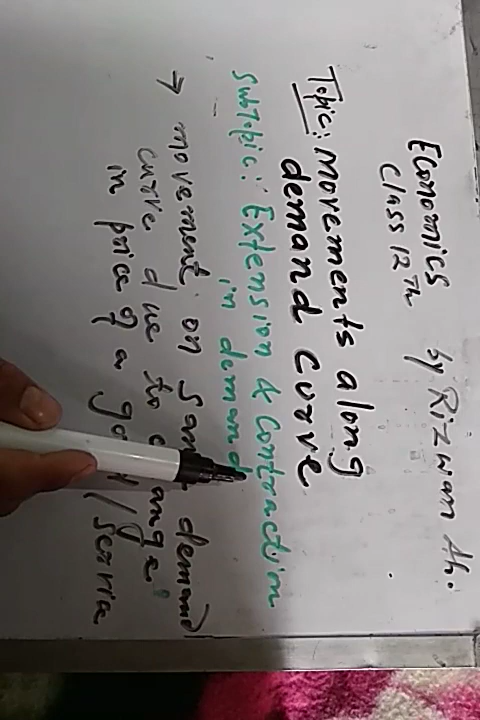 Economics by Rizwan Ah.
Class 12Th
Topic: Movements along
demand curve
SubTopic: Extension & Contraction
in demand
→ movement on same demand
curve due to change
in price of a good/